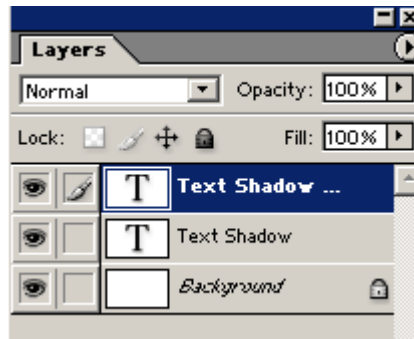 Layers
Normal Opacity: 100%
Lock: Fill: 100%
T Text Shadow ...
T Text Shadow
Background